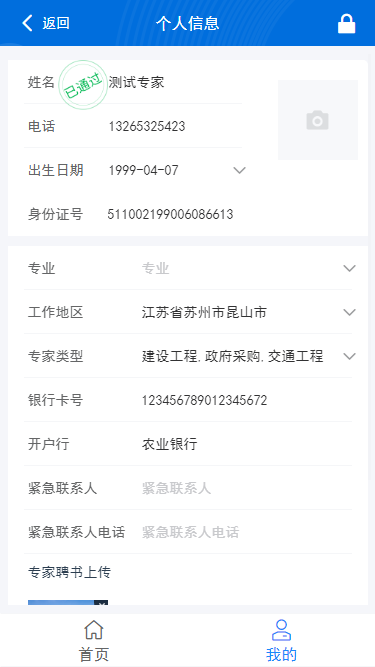 返回
个人信息
姓名
已通过
测试专家
电话
13265325423
出生日期
1999-04-07
身份证号
511002199006086613
专业
专业
工作地区
江苏省苏州市昆山市
专家类型
建设工程,政府采购,交通工程
银行卡号
123456789012345672
开户行
农业银行
紧急联系人
紧急联系人
紧急联系人电话
紧急联系人电话
专家聘书上传
首页
我的